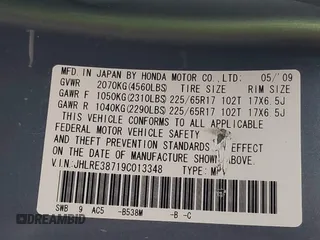 MFD. IN JAPAN BY HONDA MOTOR CO., LTD. 05/'09
GVWR 2070KG(4560LBS) TIRE SIZE RIM SIZE
GAWR F 1050KG(2310LBS) 225/65R17 102T 17X6.5J
GAWR R 1040KG(2290LBS) 225/65R17 102T 17X6.5J
THIS VEHICLE CONFORMS TO ALL APPLICABLE
FEDERAL MOTOR VEHICLE SAFETY
AND THEFT PREVENTION STANDARDS IN EFFECT ON
THE DATE OF MANUFACTURE SHOWN ABOVE.
V.I.N. JHLRE38719C013348 TYPE:
SWB 9 AC5 -B538M -B -C
DREAMBID